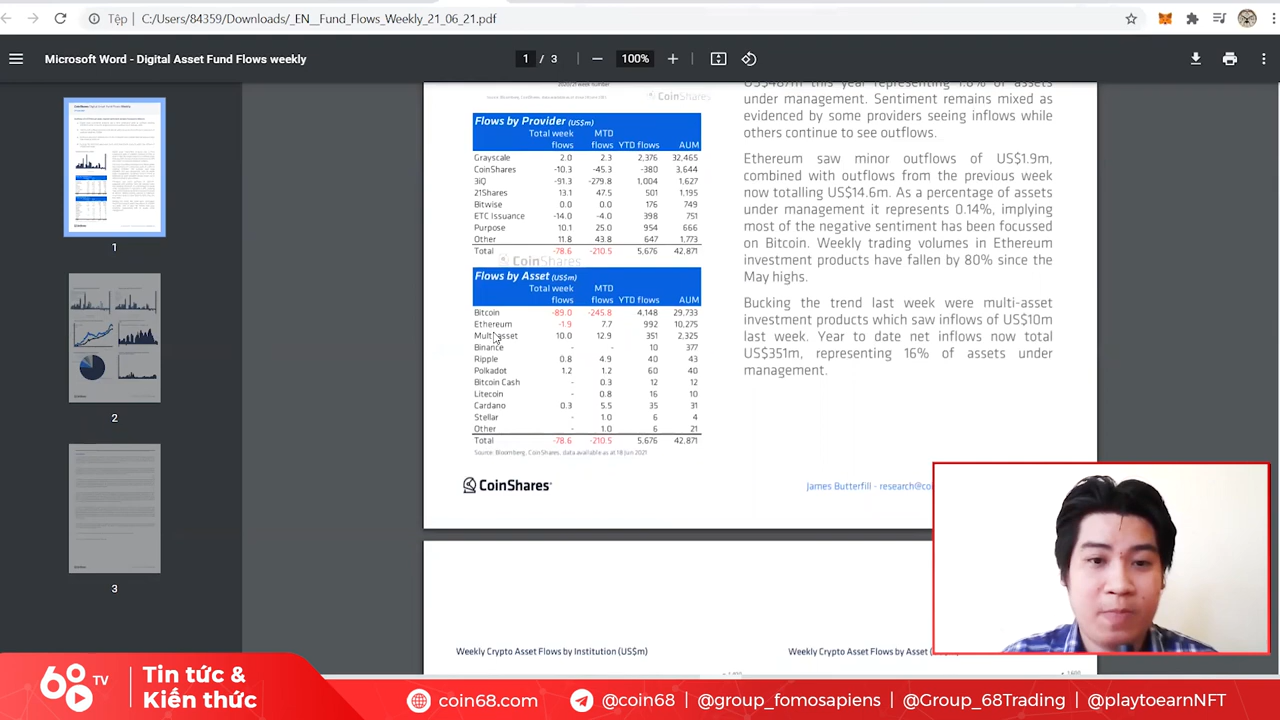 Tệp C:/Users/84359/Downloads/_EN__Fund_Flows_Weekly_21_06_21.pdf
Microsoft Word - Digital Asset Fund Flows weekly
1 / 3
100%
1
2
3
CoinShares
Flows by Provider (US$m)
Total week flows MTD flows YTD flows AUM
Grayscale 2.0 2.3 2,376 32,465
CoinShares -10.3 -45.3 -380 3,644
3iQ -91.3 -279.8 1,004 1,627
21Shares 13.1 47.5 501 1,195
Bitwise 0.0 0.0 176 749
ETC Issuance -14.0 -4.0 398 751
Purpose 10.1 25.0 954 666
Other 11.8 43.8 647 1,773
Total -78.6 -210.5 5,676 42,871
CoinShares
Flows by Asset (US$m)
Total week flows MTD flows YTD flows AUM
Bitcoin -89.0 -245.8 4,148 29,733
Ethereum -1.9 7.7 992 10,275
Multi-asset 10.0 12.9 351 2,325
Binance - - 10 377
Ripple 0.8 4.9 40 43
Polkadot 1.2 1.2 60 40
Bitcoin Cash - 0.3 12 12
Litecoin - 0.8 16 10
Cardano 0.3 5.5 35 31
Stellar - 1.0 6 4
Other - 1.0 6 21
Total -78.6 -210.5 5,676 42,871
Source: Bloomberg, CoinShares, data available as at 18 Jun 2021
CoinShares
this year representing 1.6% of assets
under management. Sentiment remains mixed as
evidenced by some providers seeing inflows while
others continue to see outflows.
Ethereum saw minor outflows of US$1.9m,
combined with outflows from the previous week
now totalling US$14.6m. As a percentage of assets
under management it represents 0.14%, implying
most of the negative sentiment has been focussed
on Bitcoin. Weekly trading volumes in Ethereum
investment products have fallen by 80% since the
May highs.
Bucking the trend last week were multi-asset
investment products which saw inflows of US$10m
last week. Year to date net inflows now total
US$351m, representing 16% of assets under
management.
James Butterfill - research@co
Weekly Crypto Asset Flows by Institution (US$m)
Weekly Crypto Asset Flows by Asset
68 TV
Tin tức &
Kiến thức
coin68.com
@coin68 | @group_fomosapiens | @Group_68Trading | @playtoearnNFT